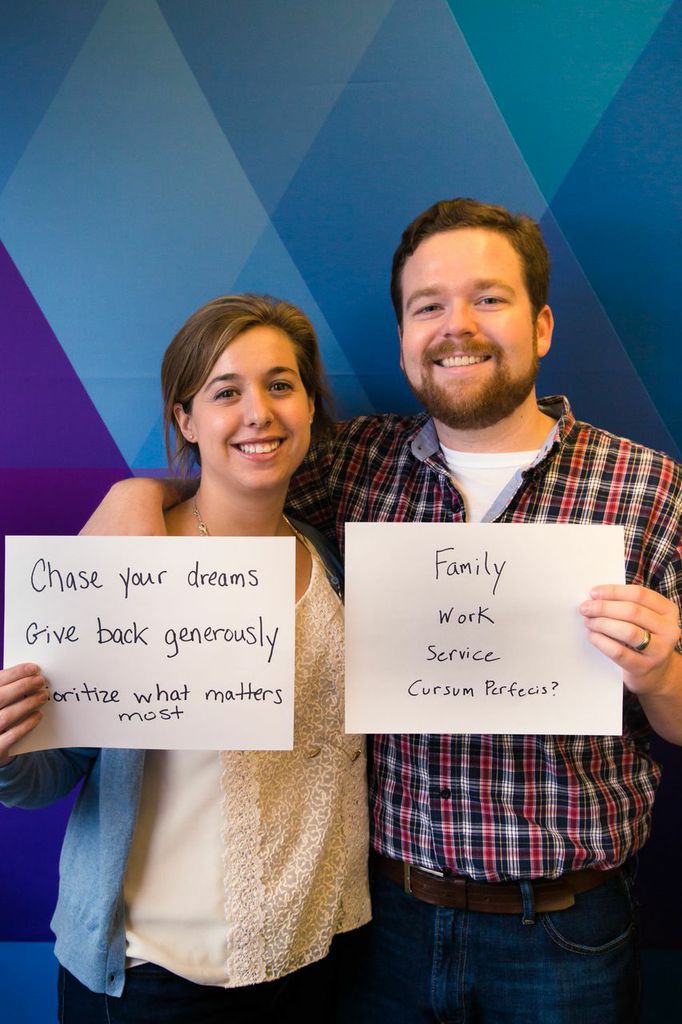 Chase your dreams
Give back generously
oritize what matters
most
Family
Work
Service
Cursum Perfecis?